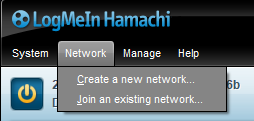 LogMeIn Hamachi
System Network Manage Help
Create a new network...
Join an existing network...